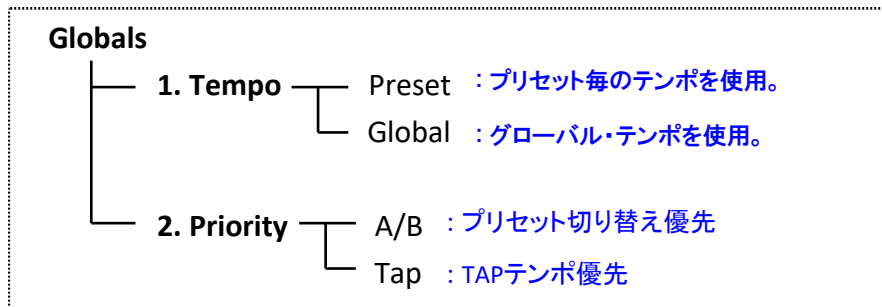 Globals
1. Tempo Preset :プリセット毎のテンポを使用。
Global :グローバル・テンポを使用。
2. Priority A/B :プリセット切り替え優先
Tap :TAPテンポ優先